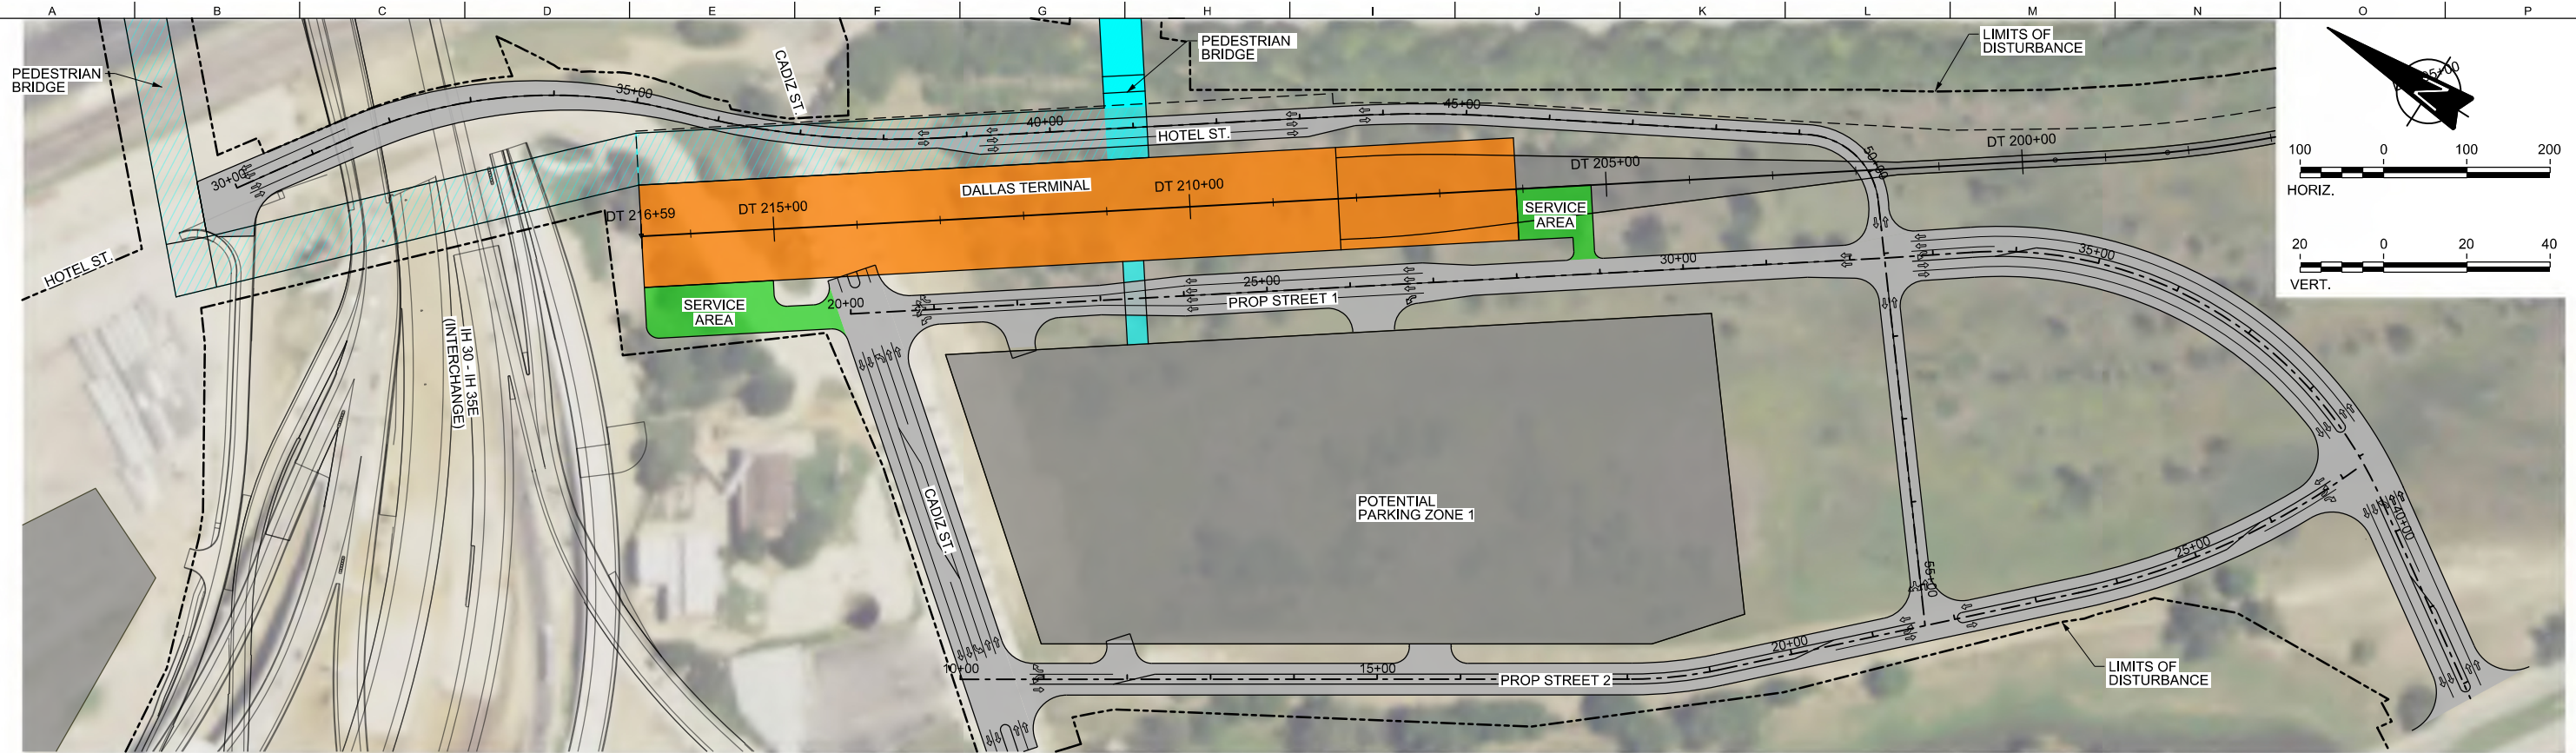 A B C D E F G H I J K L M N O P
PEDESTRIAN
BRIDGE
CADIZ ST.
PEDESTRIAN
BRIDGE
LIMITS OF
DISTURBANCE
35+00
30+00
40+00
HOTEL ST.
45+00
50+00
DT 205+00
DT 200+00
100 0 100 200
HORIZ.
20 0 20 40
VERT.
DALLAS TERMINAL
DT 210+00
DT 215+00
DT 216+59
SERVICE
AREA
HOTEL ST.
SERVICE
AREA
20+00
25+00
PROP STREET 1
30+00
35+00
IH 30 - IH 35E
(INTERCHANGE)
CADIZ ST.
POTENTIAL
PARKING ZONE 1
40+00
25+00
55+00
20+00
10+00
15+00
PROP STREET 2
LIMITS OF
DISTURBANCE